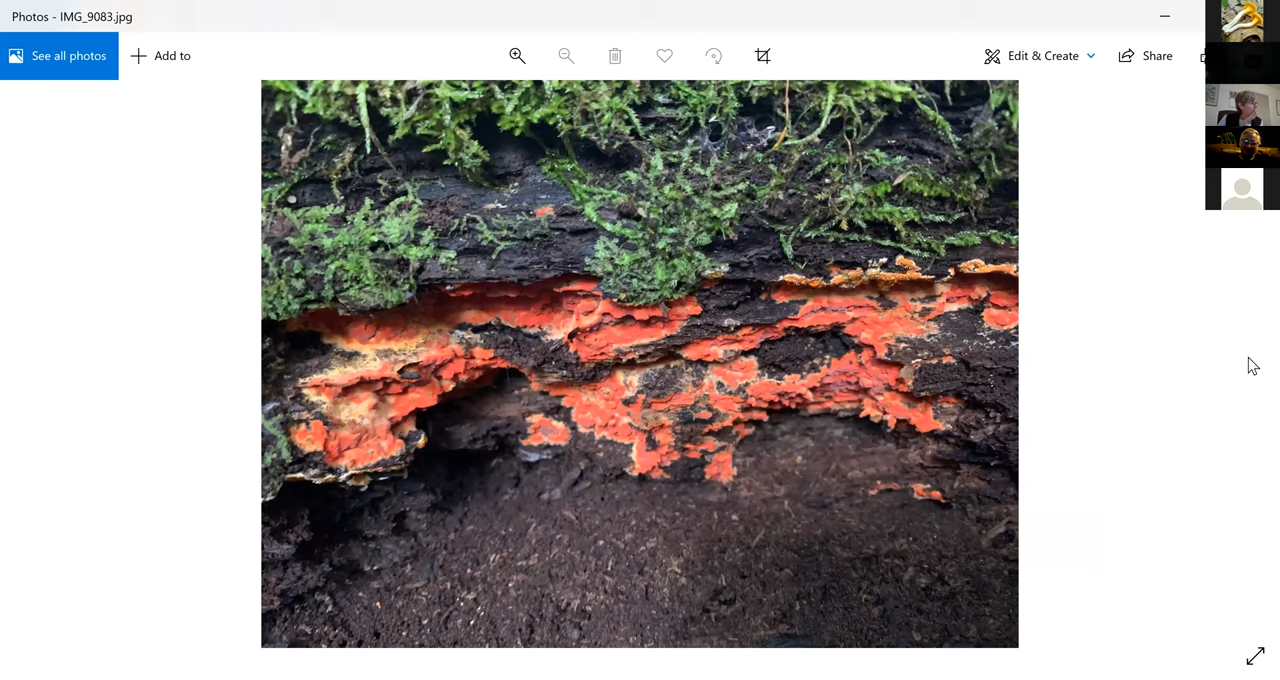 Photos - IMG_9083.jpg
See all photos
Add to
Edit & Create
Share